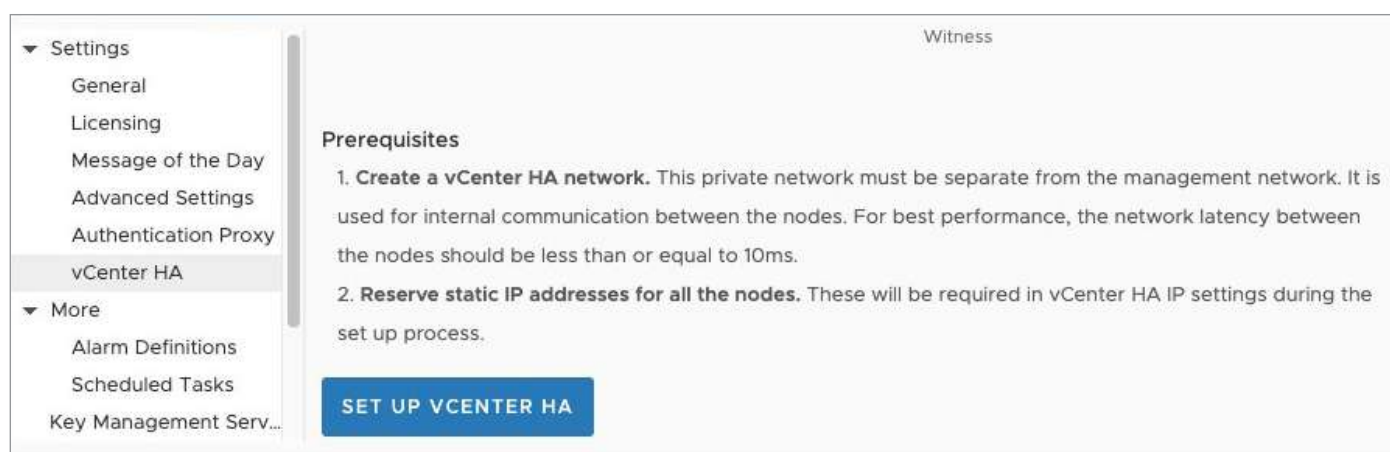 Settings
General
Licensing
Message of the Day
Advanced Settings
Authentication Proxy
vCenter HA
More
Alarm Definitions
Scheduled Tasks
Key Management Serv...
Witness
Prerequisites
1. Create a vCenter HA network. This private network must be separate from the management network. It is
used for internal communication between the nodes. For best performance, the network latency between
the nodes should be less than or equal to 10ms.
2. Reserve static IP addresses for all the nodes. These will be required in vCenter HA IP settings during the
set up process.
SET UP VCENTER HA